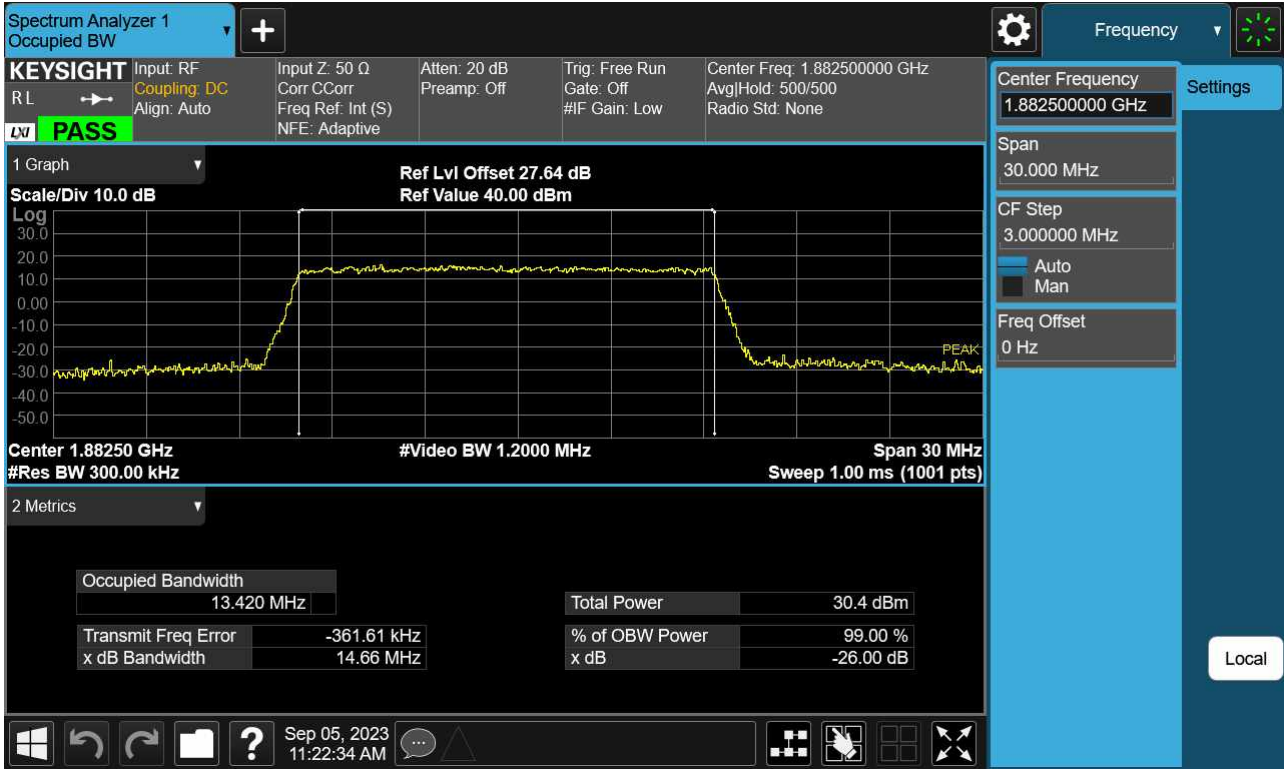 Spectrum Analyzer 1
Occupied BW
Frequency
KEYSIGHT
R L
LXI
PASS
Input: RF
Coupling: DC
Align: Auto
Input Z: 50 Ω
Corr CCorr
Freq Ref: Int (S)
NFE: Adaptive
Atten: 20 dB
Preamp: Off
Trig: Free Run
Gate: Off
#IF Gain: Low
Center Freq: 1.882500000 GHz
Avg|Hold: 500/500
Radio Std: None
Center Frequency
1.882500000 GHz
Settings
Span
30.000 MHz
CF Step
3.000000 MHz
Auto
Man
Freq Offset
0 Hz
Local
1 Graph
Scale/Div 10.0 dB
Ref Lvl Offset 27.64 dB
Ref Value 40.00 dBm
Log
30.0
20.0
10.0
0.00
-10.0
-20.0
-30.0
-40.0
-50.0
PEAK
Center 1.88250 GHz
#Video BW 1.2000 MHz
Span 30 MHz
#Res BW 300.00 kHz
Sweep 1.00 ms (1001 pts)
2 Metrics
Occupied Bandwidth
13.420 MHz
Total Power 30.4 dBm
Transmit Freq Error -361.61 kHz
% of OBW Power 99.00 %
x dB Bandwidth 14.66 MHz
x dB -26.00 dB
?
Sep 05, 2023
11:22:34 AM